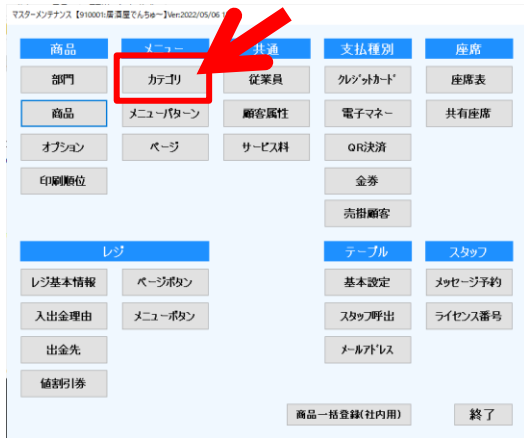 マスターメンテナンス【910001:居酒屋でんちゅ～】Ver:2022/05/06 1
商品 メニュー 共通 支払種別 座席
部門 カテゴリ 従業員 クレジットカード 座席表
商品 メニューパターン 顧客属性 電子マネー 共有座席
オプション ページ サービス料 QR決済
印刷順位 金券
売掛顧客
レジ テーブル スタッフ
レジ基本情報 ページボタン 基本設定 メッセージ予約
入出金理由 メニューボタン スタッフ呼出 ライセンス番号
出金先 メールアドレス
値割引券
商品一括登録(社内用) 終了